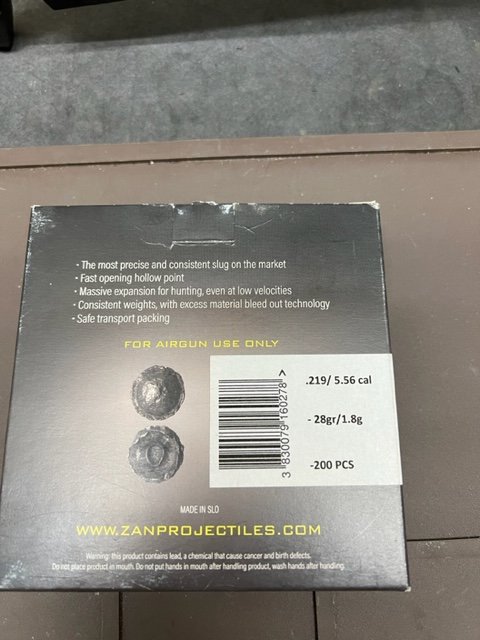 - The most precise and consistent slug on the market
- Fast opening hollow point
- Massive expansion for hunting, even at low velocities
- Consistent weights, with excess material bleed out technology
- Safe transport packing
FOR AIRGUN USE ONLY
.219/ 5.56 cal
- 28gr/1.8g
-200 PCS
3 830079 160278 >
MADE IN SLO
WWW.ZANPROJECTILES.COM
Warning: this product contains lead, a chemical that cause cancer and birth defects.
Do not place product in mouth. Do not put hands in mouth after handling product, wash hands after handling.